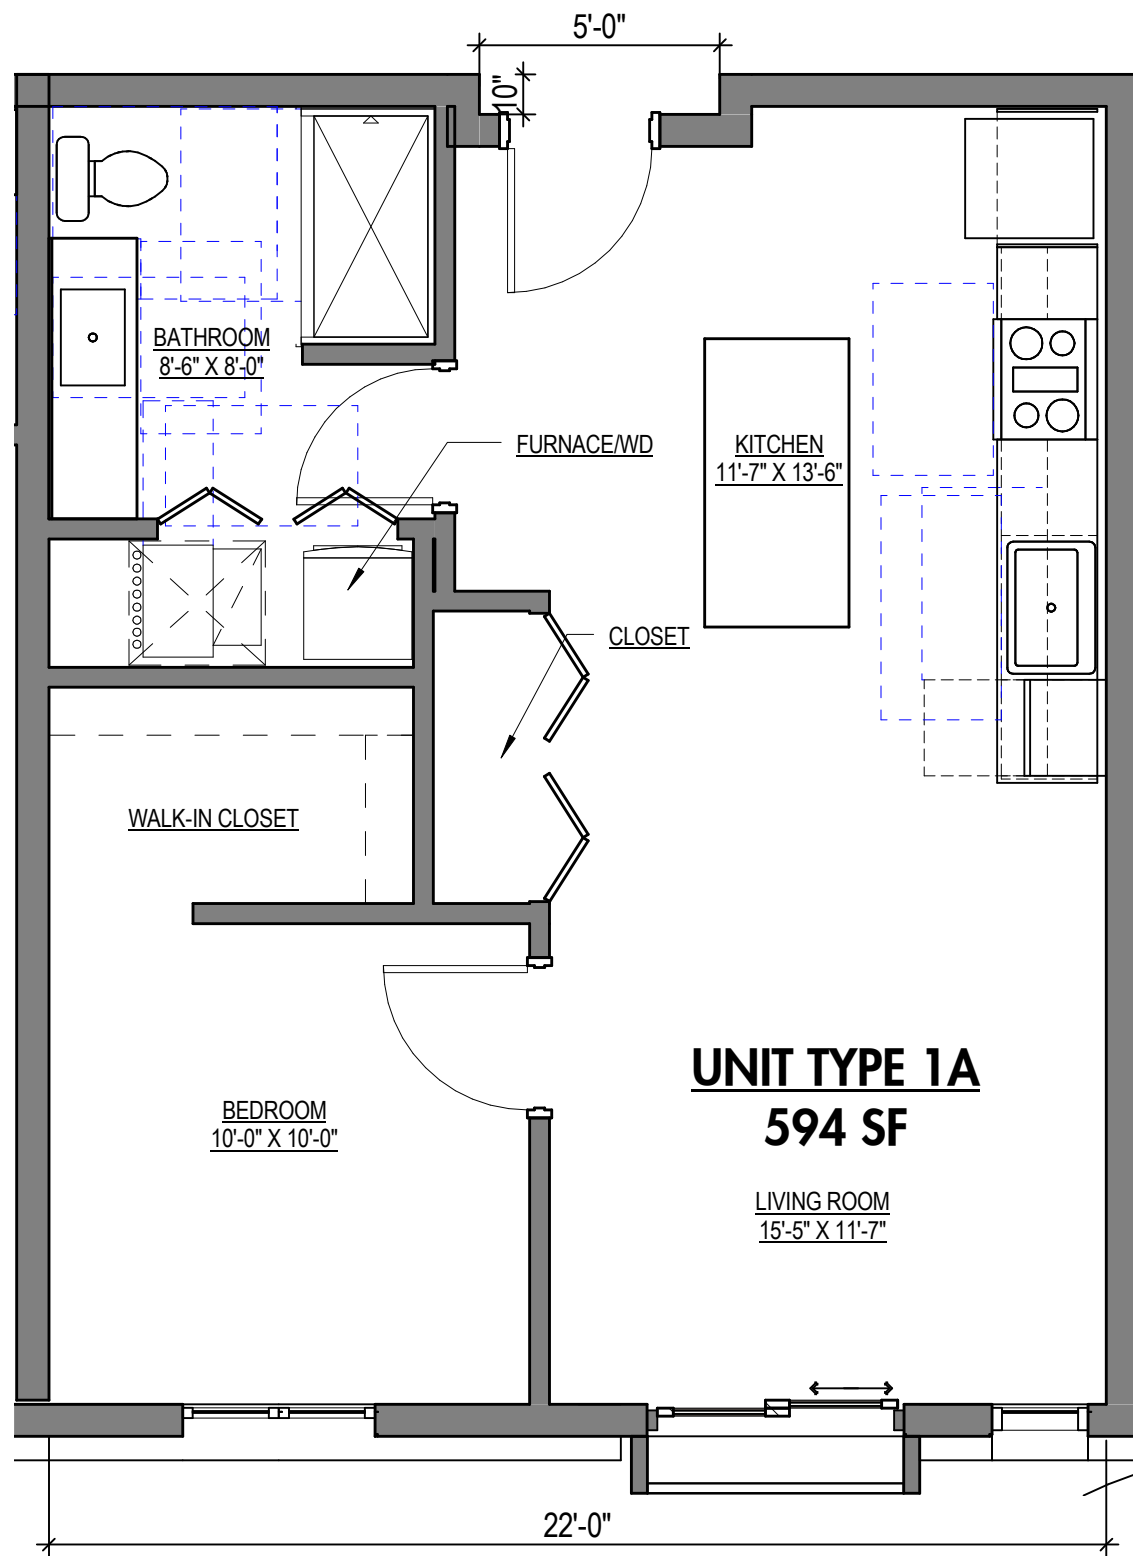 5'-0"
10"
BATHROOM
8'-6" X 8'-0"
FURNACE/WD
KITCHEN
11'-7" X 13'-6"
CLOSET
WALK-IN CLOSET
UNIT TYPE 1A
594 SF
BEDROOM
10'-0" X 10'-0"
LIVING ROOM
15'-5" X 11'-7"
22'-0"